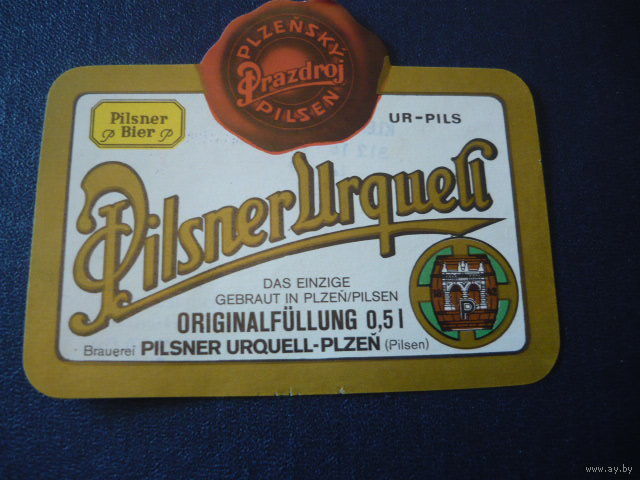 PLZEŇSKÝ
Prazdroj
PILSEN
Pilsner
Bier
UR-PILS
Pilsner Urquell
DAS EINZIGE
GEBRAUT IN PLZEŇ/PILSEN
ORIGINALFÜLLUNG 0,5 l
Brauerei PILSNER URQUELL-PLZEŇ (Pilsen)
P
www.ay.by